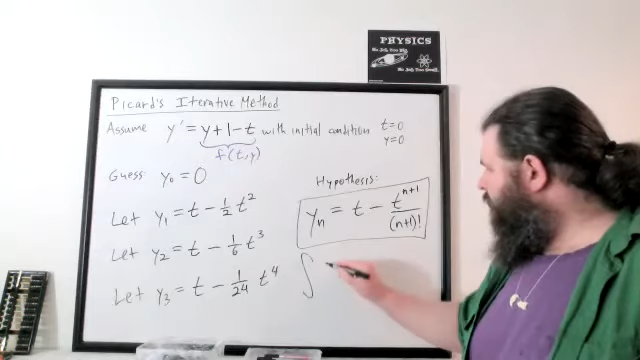 PHYSICS
Picard's Iterative Method
Assume y' = y+1-t with initial condition t=0 y=0
f(t,y)
Guess: y₀ = 0
Let y₁ = t - 1/2 t²
Let y₂ = t - 1/6 t³
Let y₃ = t - 1/24 t⁴
Hypothesis:
yₙ = t - tⁿ⁺¹/(n+1)!
∫